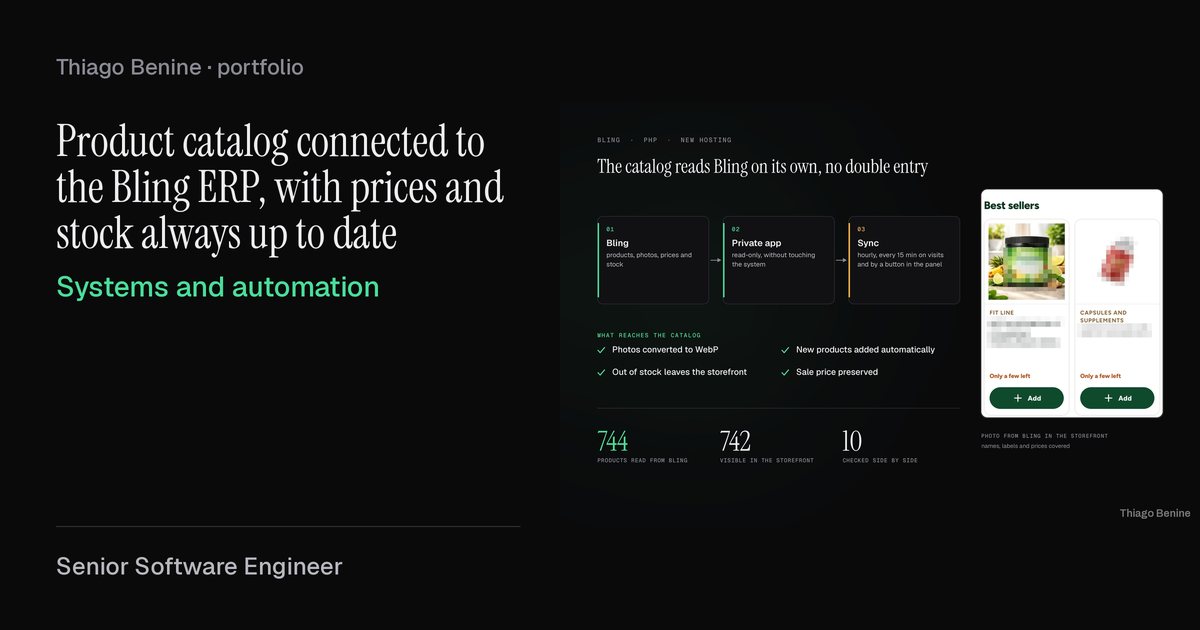 Thiago Benine · portfolio
Product catalog connected to
the Bling ERP, with prices and
stock always up to date
Systems and automation
Senior Software Engineer
BLING · PHP · NEW HOSTING
The catalog reads Bling on its own, no double entry
01
Bling
products, photos, prices and
stock
02
Private app
read-only, without touching
the system
03
Sync
hourly, every 15 min on visits
and by a button in the panel
WHAT REACHES THE CATALOG
Photos converted to WebP
New products added automatically
Out of stock leaves the storefront
Sale price preserved
744
PRODUCTS READ FROM BLING
742
VISIBLE IN THE STOREFRONT
10
CHECKED SIDE BY SIDE
Best sellers
FIT LINE
Only a few left
+ Add
CAPSULES AND
SUPPLEMENTS
Only a few left
+ Add
PHOTO FROM BLING IN THE STOREFRONT
names, labels and prices covered
Thiago Benine